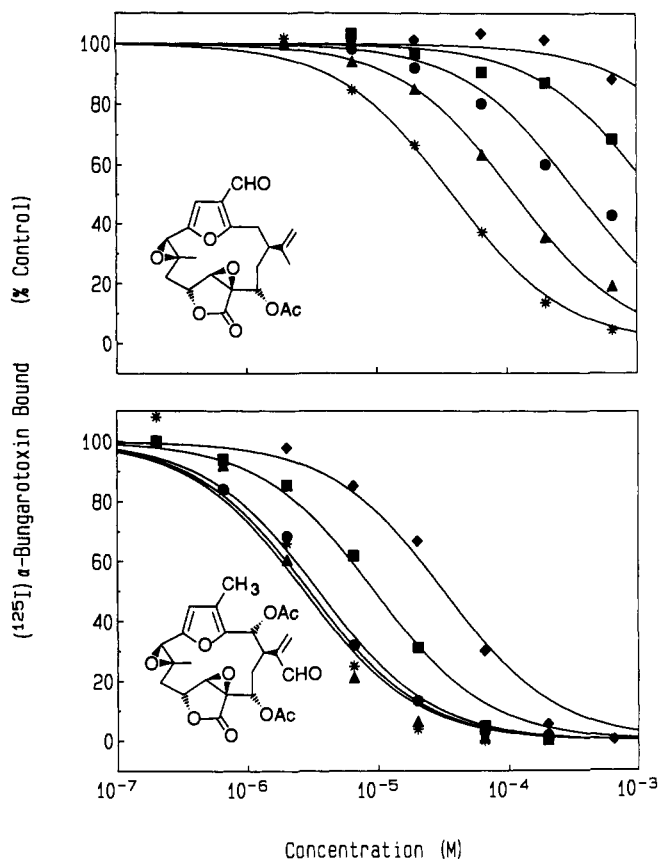 100
80
60
40
20
0
CHO
O
O
O
O
O
OAc
100
80
60
40
20
0
CH₃
OAc
O
O
O
CHO
O
O
OAc
10⁻⁷
10⁻⁶
10⁻⁵
10⁻⁴
10⁻³
Concentration (M)
(¹²⁵I) α-Bungarotoxin Bound (% Control)